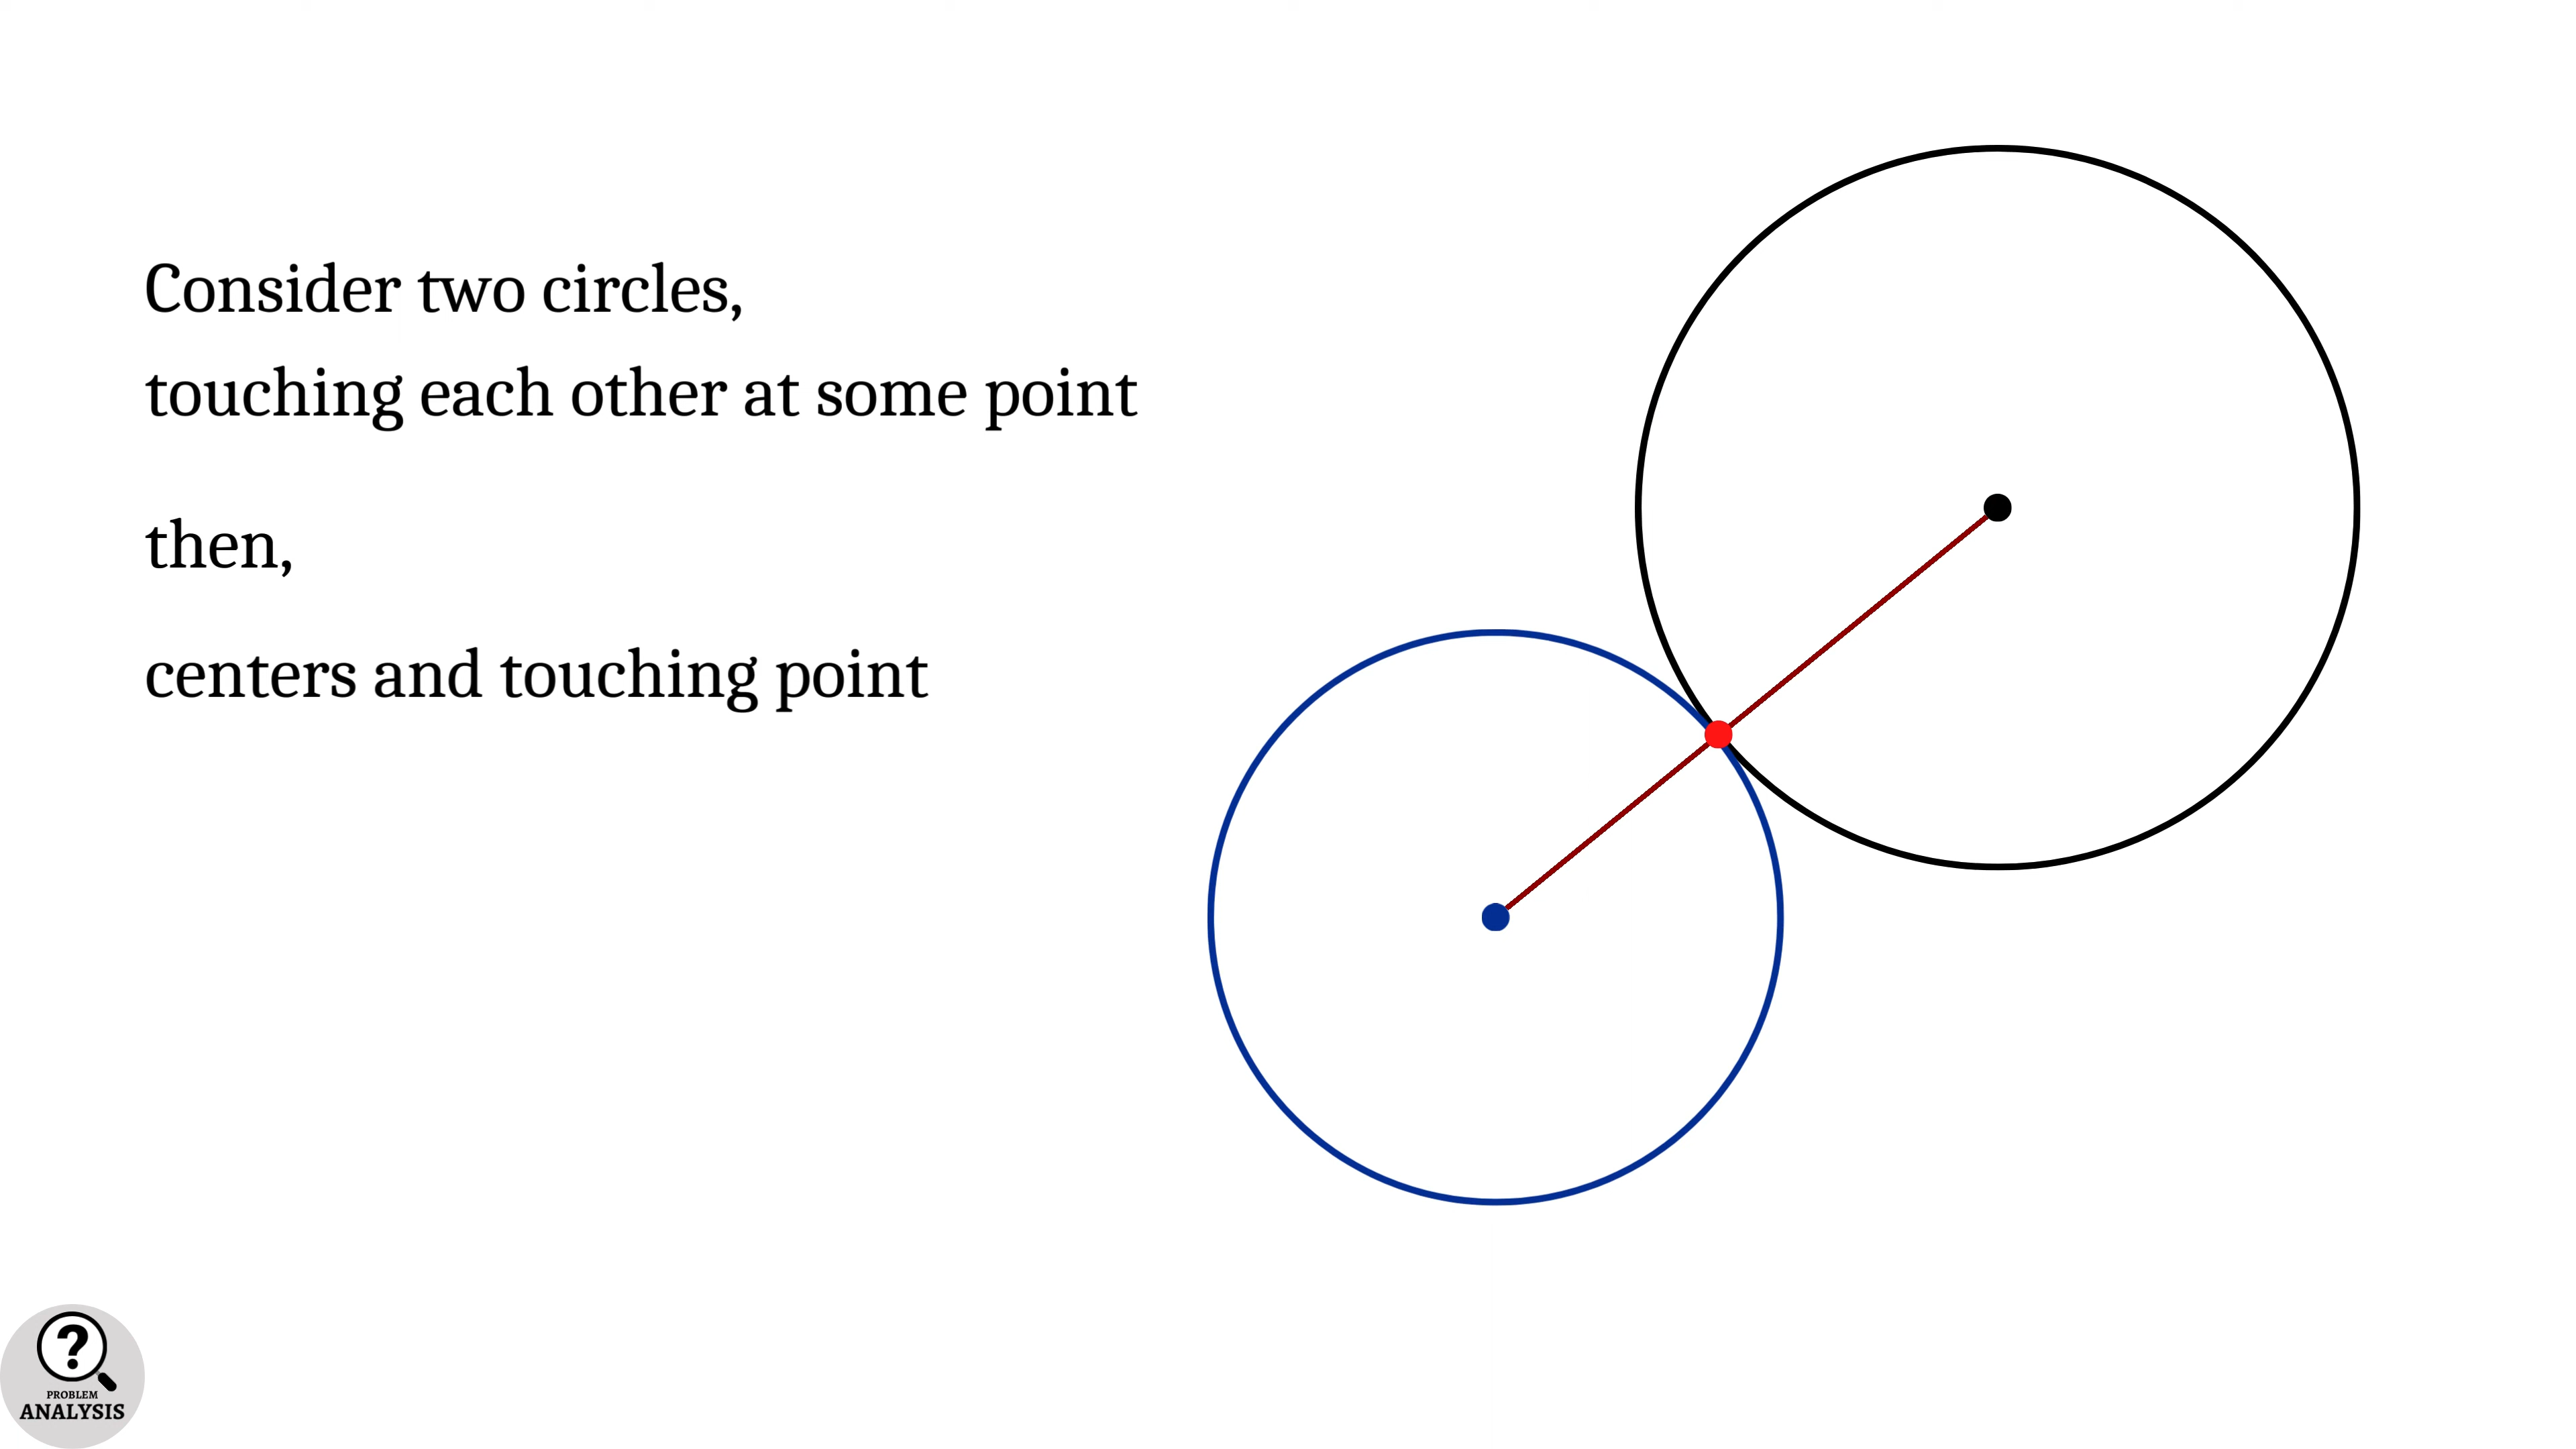 Consider two circles,
touching each other at some point
then,
centers and touching point
?
PROBLEM
ANALYSIS